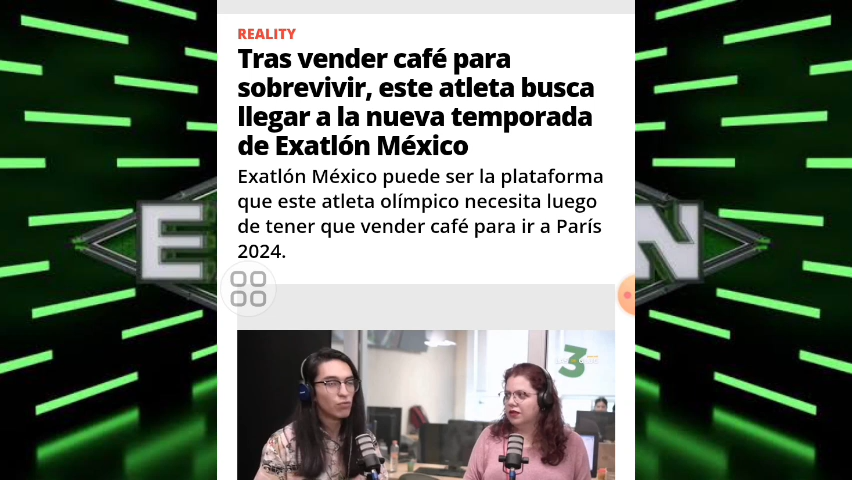 REALITY
Tras vender café para
sobrevivir, este atleta busca
llegar a la nueva temporada
de Exatlón México
Exatlón México puede ser la plataforma
que este atleta olímpico necesita luego
de tener que vender café para ir a París
2024.
E
N
3